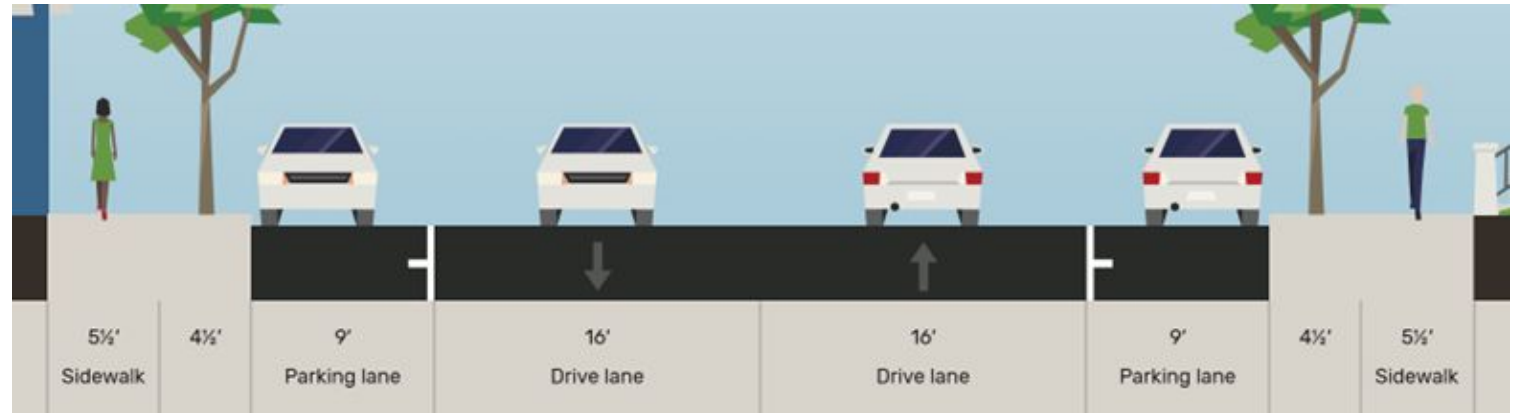 5½' 4½' 9' 16' 16' 9' 4½' 5½'
Sidewalk Parking lane Drive lane Drive lane Parking lane Sidewalk